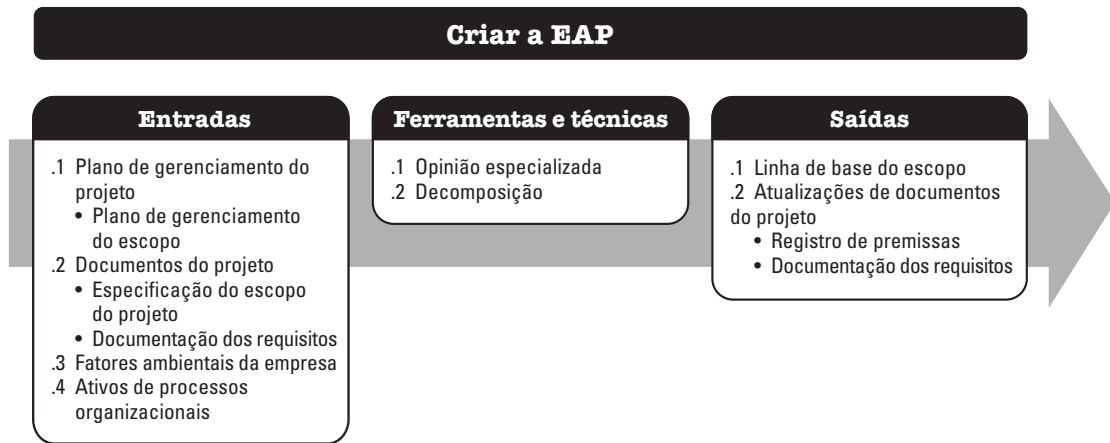 Criar a EAP
Entradas
.1 Plano de gerenciamento do
projeto
• Plano de gerenciamento
do escopo
.2 Documentos do projeto
• Especificação do escopo
do projeto
• Documentação dos requisitos
.3 Fatores ambientais da empresa
.4 Ativos de processos
organizacionais
Ferramentas e técnicas
.1 Opinião especializada
.2 Decomposição
Saídas
.1 Linha de base do escopo
.2 Atualizações de documentos
do projeto
• Registro de premissas
• Documentação dos requisitos